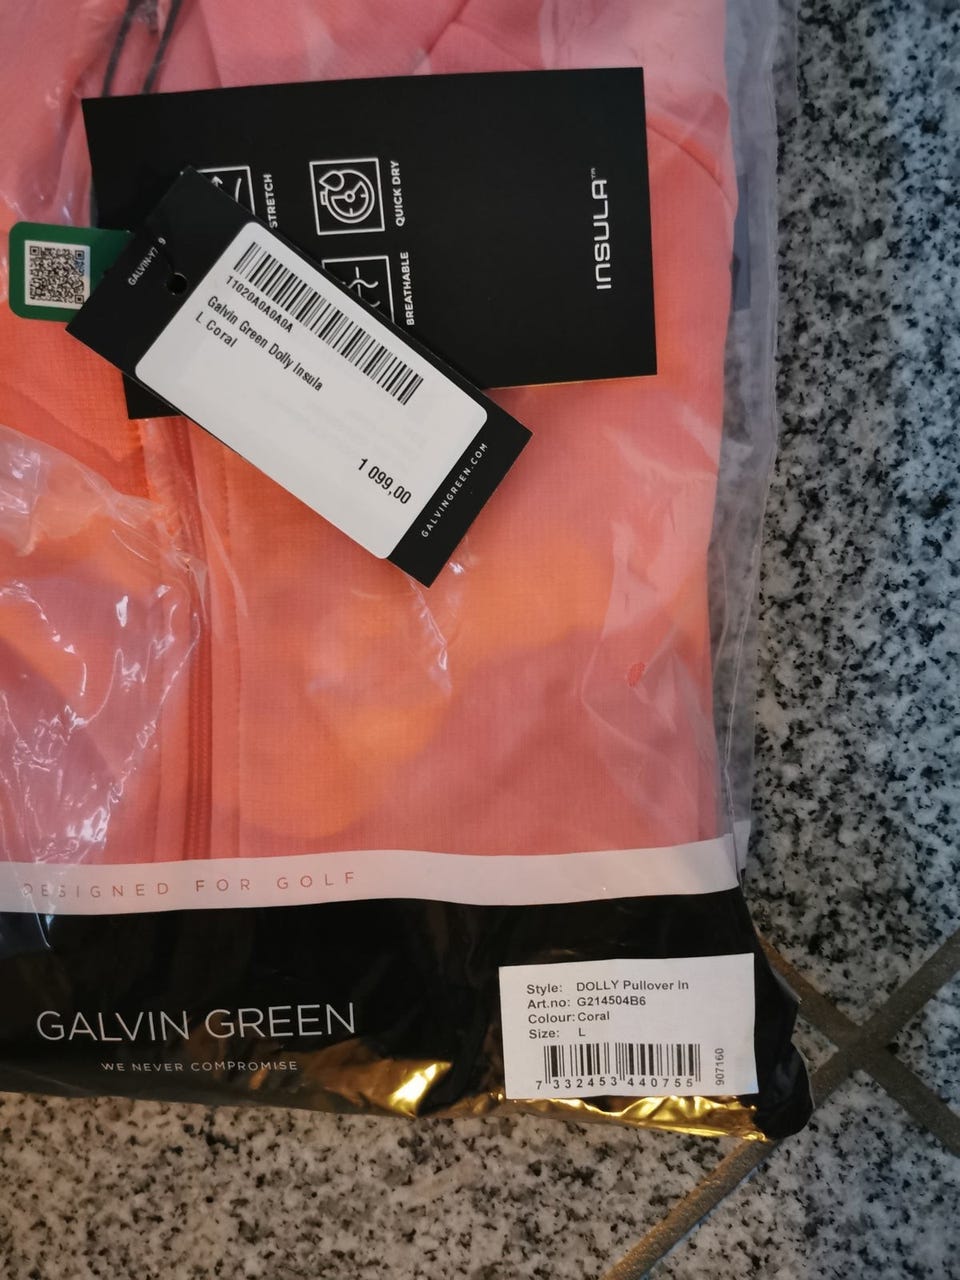 STRETCH
QUICK DRY
BREATHABLE
INSULA™
11020A0A0A0A
Galvin Green Dolly Insula
L Coral
1 099,00
GALVINGREEN.COM
DESIGNED FOR GOLF
GALVIN GREEN
WE NEVER COMPROMISE
Style: DOLLY Pullover In
Art.no: G214504B6
Colour: Coral
Size: L
7 332453 440755
907160